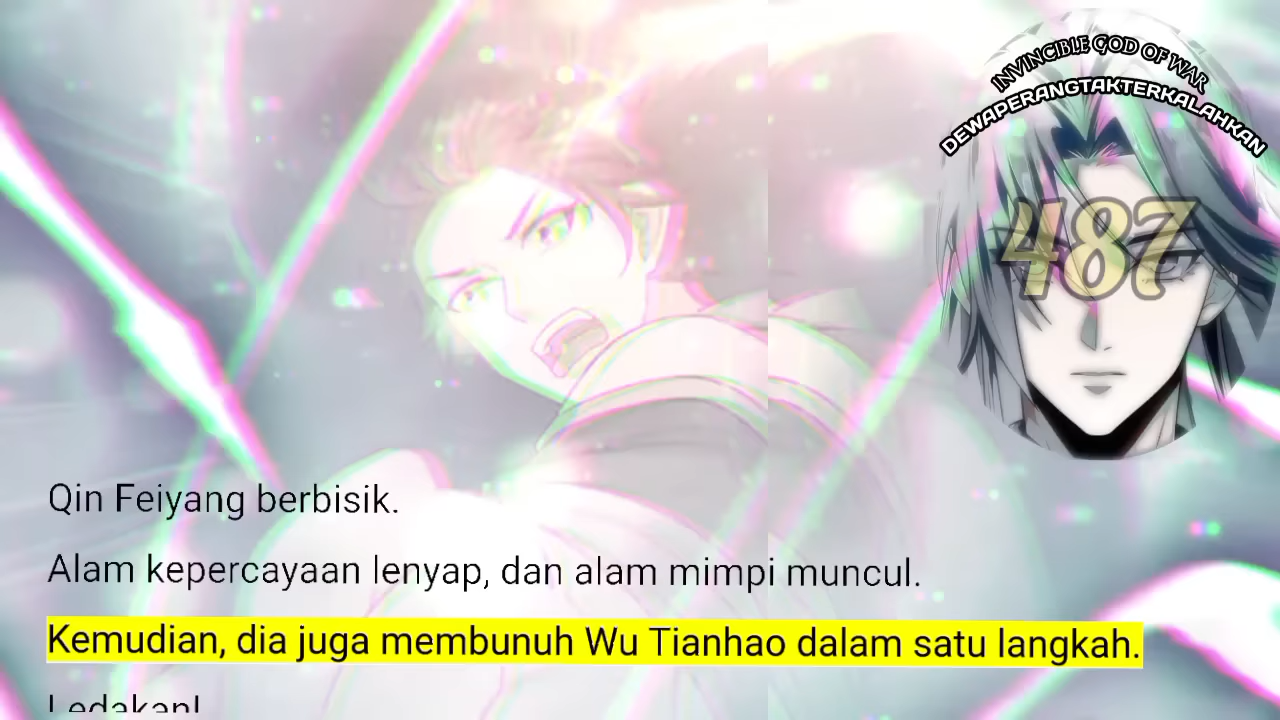 INVINCIBLE GOD OF WAR
DEWAPERANGTAKTERKALAHKAN
487
Qin Feiyang berbisik.
Alam kepercayaan lenyap, dan alam mimpi muncul.
Kemudian, dia juga membunuh Wu Tianhao dalam satu langkah.
Ledakan!